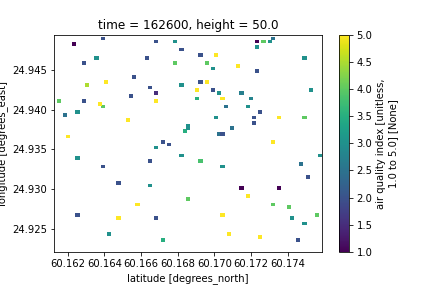 time = 162600, height = 50.0
24.945
24.940
24.935
24.930
24.925
longitude [degrees_east]
60.162 60.164 60.166 60.168 60.170 60.172 60.174
latitude [degrees_north]
5.0
4.5
4.0
3.5
3.0
2.5
2.0
1.5
1.0
air quality index [unitless,
1.0 to 5.0] [None]